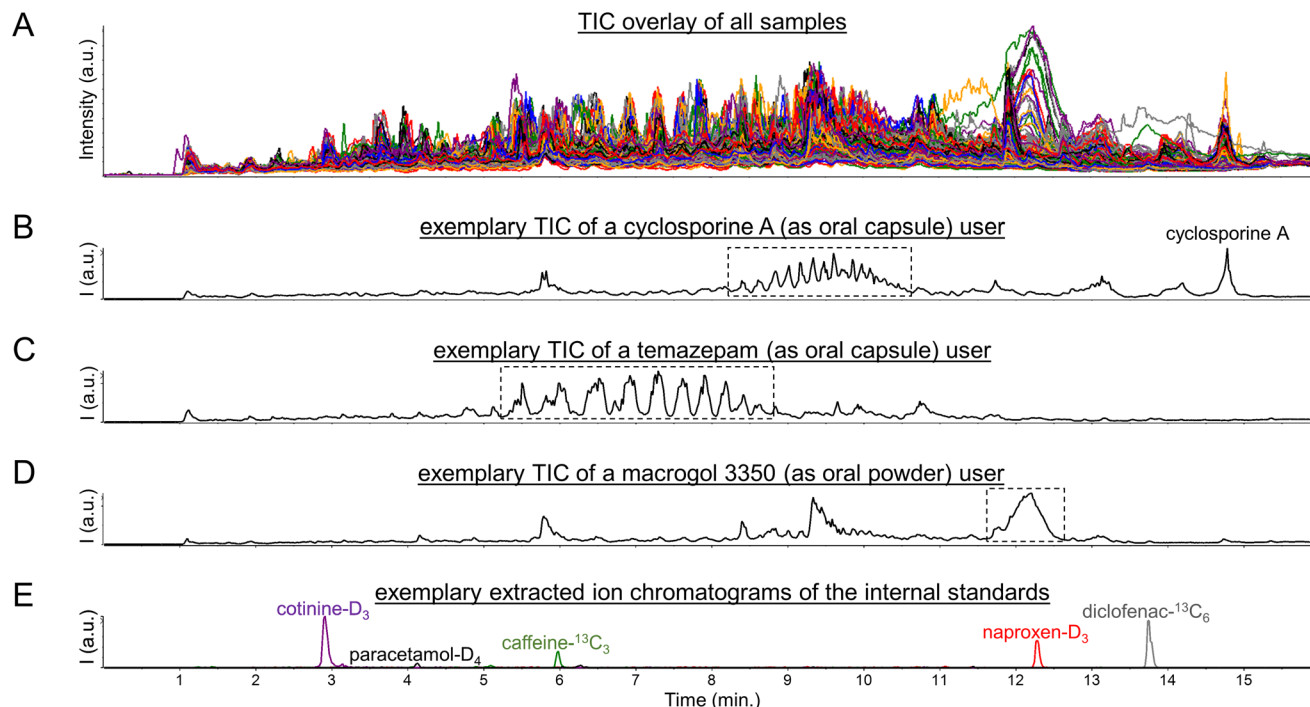 A
TIC overlay of all samples
Intensity (a.u.)
B
exemplary TIC of a cyclosporine A (as oral capsule) user
cyclosporine A
I (a.u.)
C
exemplary TIC of a temazepam (as oral capsule) user
I (a.u.)
D
exemplary TIC of a macrogol 3350 (as oral powder) user
I (a.u.)
E
exemplary extracted ion chromatograms of the internal standards
cotinine-D₃
paracetamol-D₄
caffeine-¹³C₃
naproxen-D₃
diclofenac-¹³C₆
I (a.u.)
1 2 3 4 5 6 7 8 9 10 11 12 13 14 15
Time (min.)